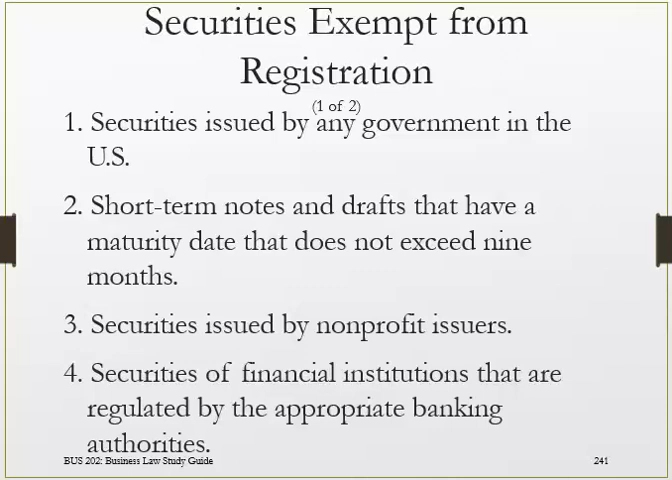 Securities Exempt from
Registration
(1 of 2)
1. Securities issued by any government in the
U.S.
2. Short-term notes and drafts that have a
maturity date that does not exceed nine
months.
3. Securities issued by nonprofit issuers.
4. Securities of financial institutions that are
regulated by the appropriate banking
authorities.
BUS 202: Business Law Study Guide
241